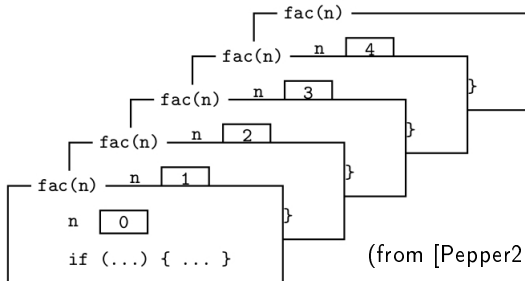 fac(n)
fac(n) n 4
}
fac(n) n 3
}
fac(n) n 2
}
fac(n) n 1
}
n 0
if (...) { ... }
(from [Pepper2